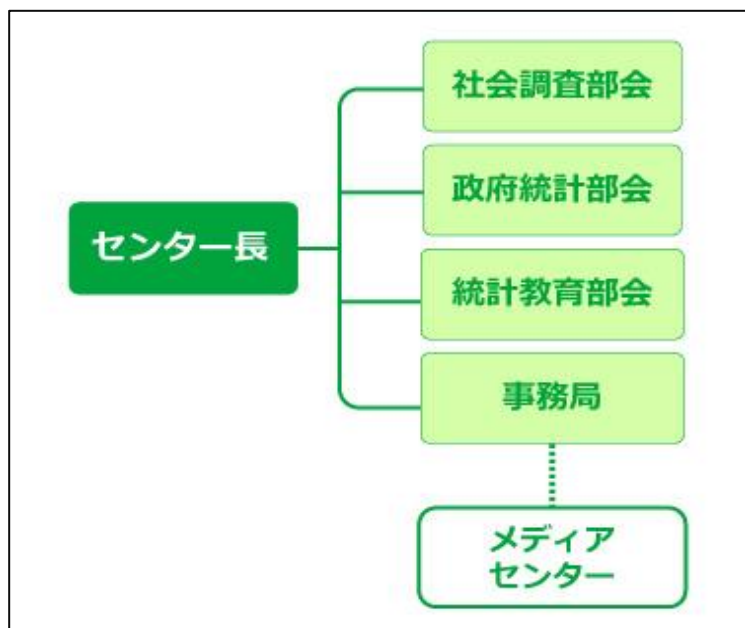 社会調査部会
政府統計部会
センター長
統計教育部会
事務局
メディア
センター